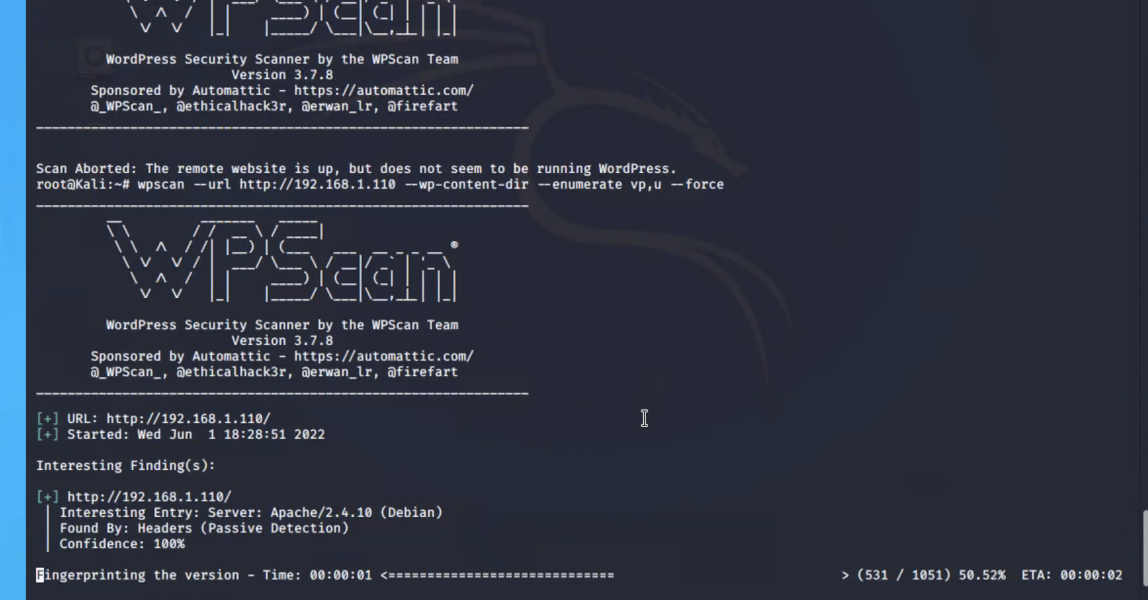 WPScan
WordPress Security Scanner by the WPScan Team
Version 3.7.8
Sponsored by Automattic - https://automattic.com/
@_WPScan_, @ethicalhack3r, @erwan_lr, @firefart
Scan Aborted: The remote website is up, but does not seem to be running WordPress.
root@Kali:~# wpscan --url http://192.168.1.110 --wp-content-dir --enumerate vp,u --force
WPScan®
WordPress Security Scanner by the WPScan Team
Version 3.7.8
Sponsored by Automattic - https://automattic.com/
@_WPScan_, @ethicalhack3r, @erwan_lr, @firefart
[+] URL: http://192.168.1.110/
[+] Started: Wed Jun  1 18:28:51 2022
Interesting Finding(s):
[+] http://192.168.1.110/
| Interesting Entry: Server: Apache/2.4.10 (Debian)
| Found By: Headers (Passive Detection)
| Confidence: 100%
Fingerprinting the version - Time: 00:00:01 <============================= > (531 / 1051) 50.52%  ETA: 00:00:02